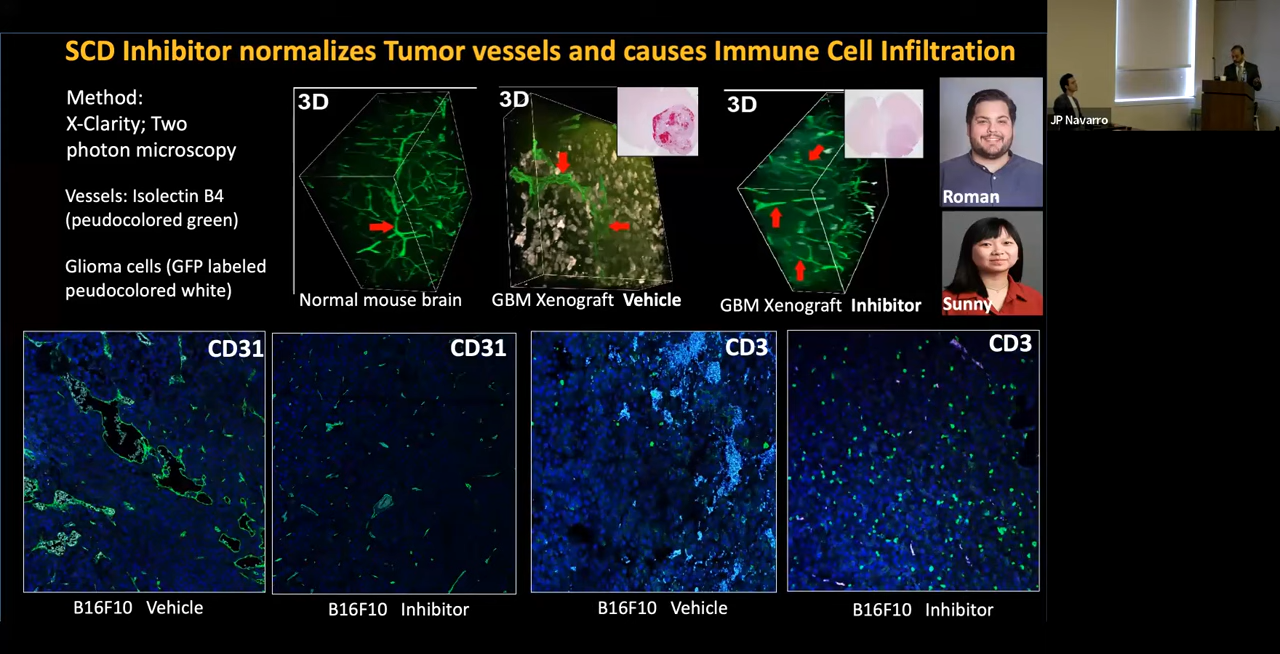 SCD Inhibitor normalizes Tumor vessels and causes Immune Cell Infiltration
Method:
X-Clarity; Two
photon microscopy
Vessels: Isolectin B4
(peudocolored green)
Glioma cells (GFP labeled
peudocolored white)
3D
Normal mouse brain
3D
GBM Xenograft Vehicle
3D
GBM Xenograft Inhibitor
Roman
Sunny
JP Navarro
CD31
B16F10 Vehicle
CD31
B16F10 Inhibitor
CD3
B16F10 Vehicle
CD3
B16F10 Inhibitor